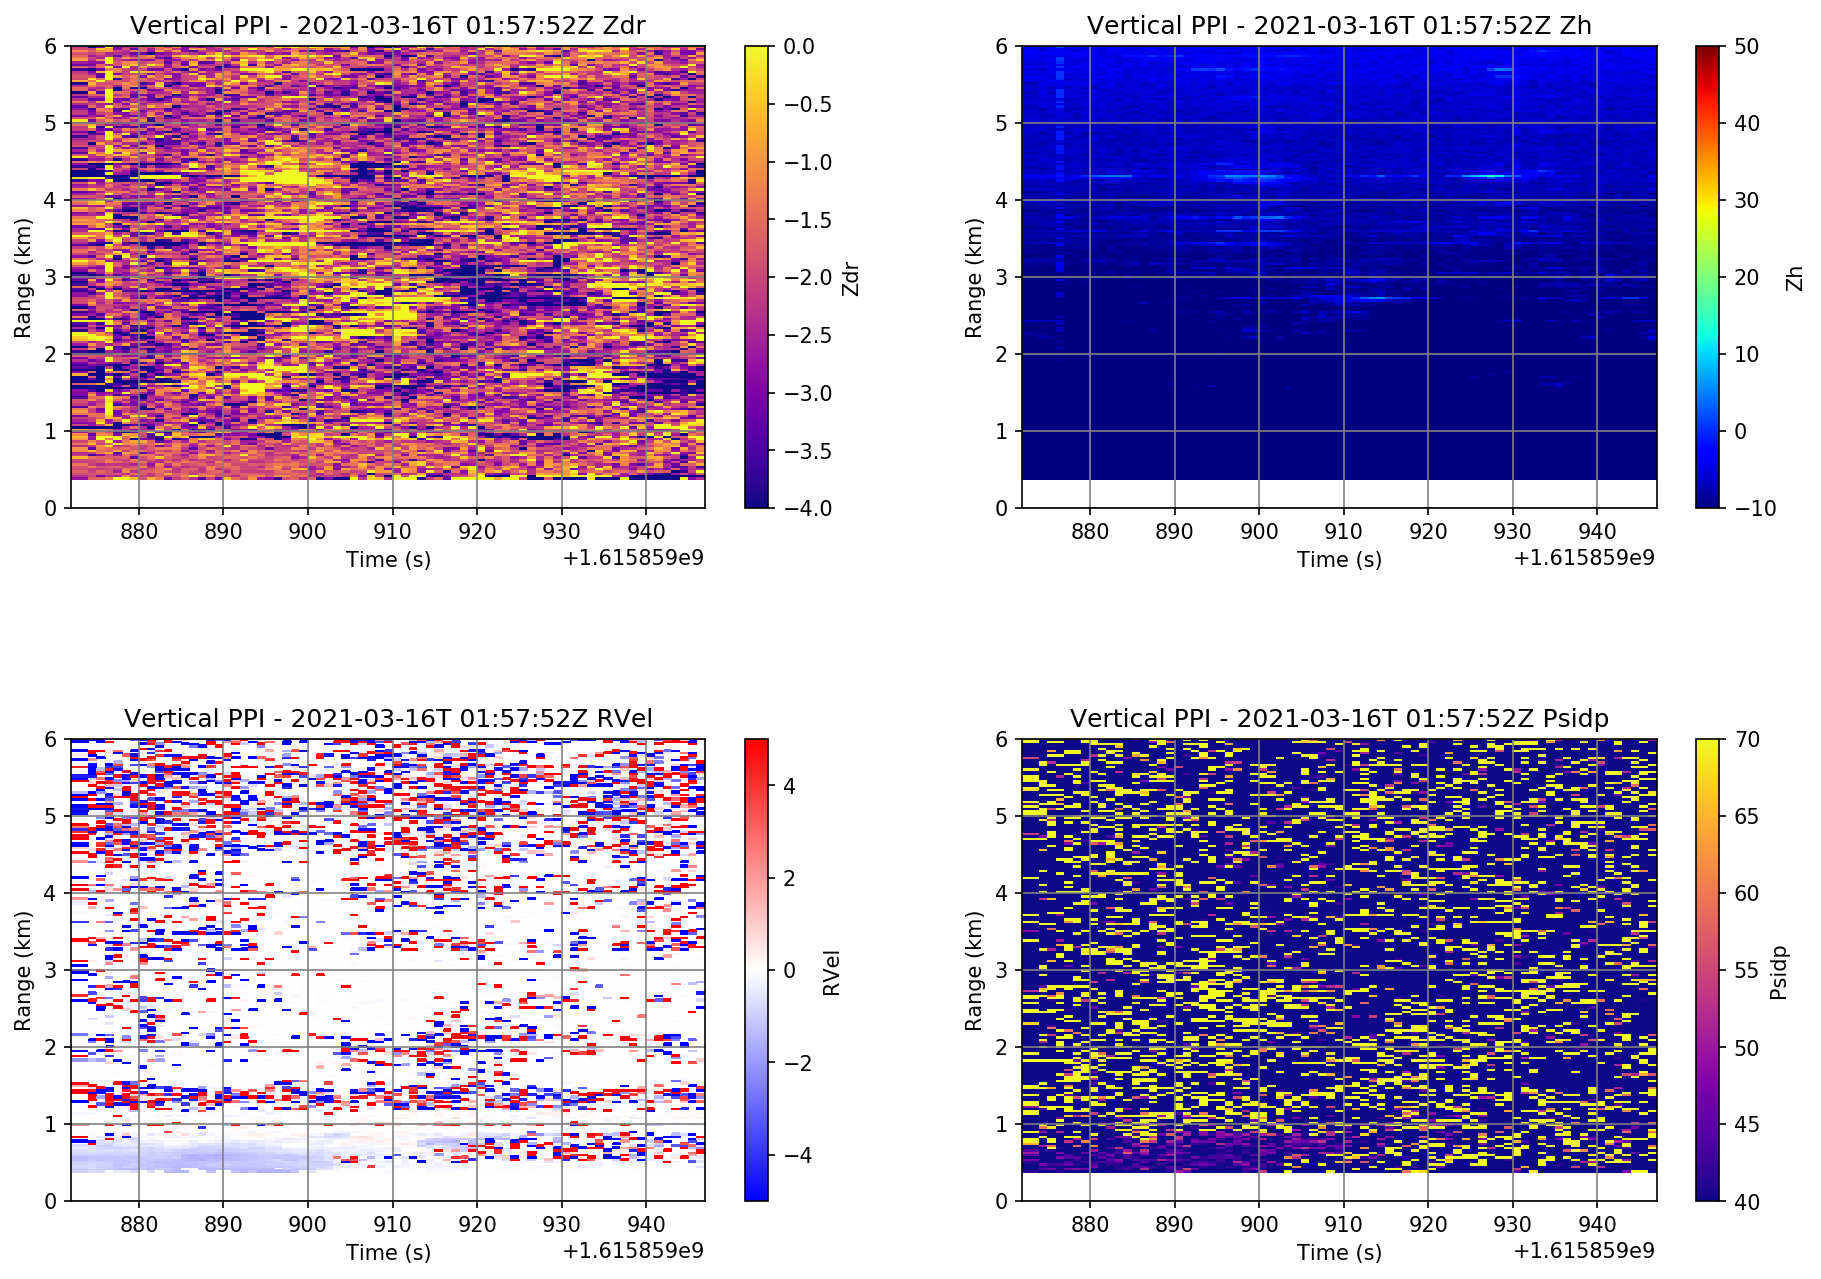 Vertical PPI - 2021-03-16T 01:57:52Z Zdr
6
5
4
3
2
1
0
Range (km)
880 890 900 910 920 930 940
Time (s)
+1.615859e9
0.0
−0.5
−1.0
−1.5
−2.0
−2.5
−3.0
−3.5
−4.0
Zdr
Vertical PPI - 2021-03-16T 01:57:52Z Zh
6
5
4
3
2
1
0
Range (km)
880 890 900 910 920 930 940
Time (s)
+1.615859e9
50
40
30
20
10
0
−10
Zh
Vertical PPI - 2021-03-16T 01:57:52Z RVel
6
5
4
3
2
1
0
Range (km)
880 890 900 910 920 930 940
Time (s)
+1.615859e9
4
2
0
−2
−4
RVel
Vertical PPI - 2021-03-16T 01:57:52Z Psidp
6
5
4
3
2
1
0
Range (km)
880 890 900 910 920 930 940
Time (s)
+1.615859e9
70
65
60
55
50
45
40
Psidp